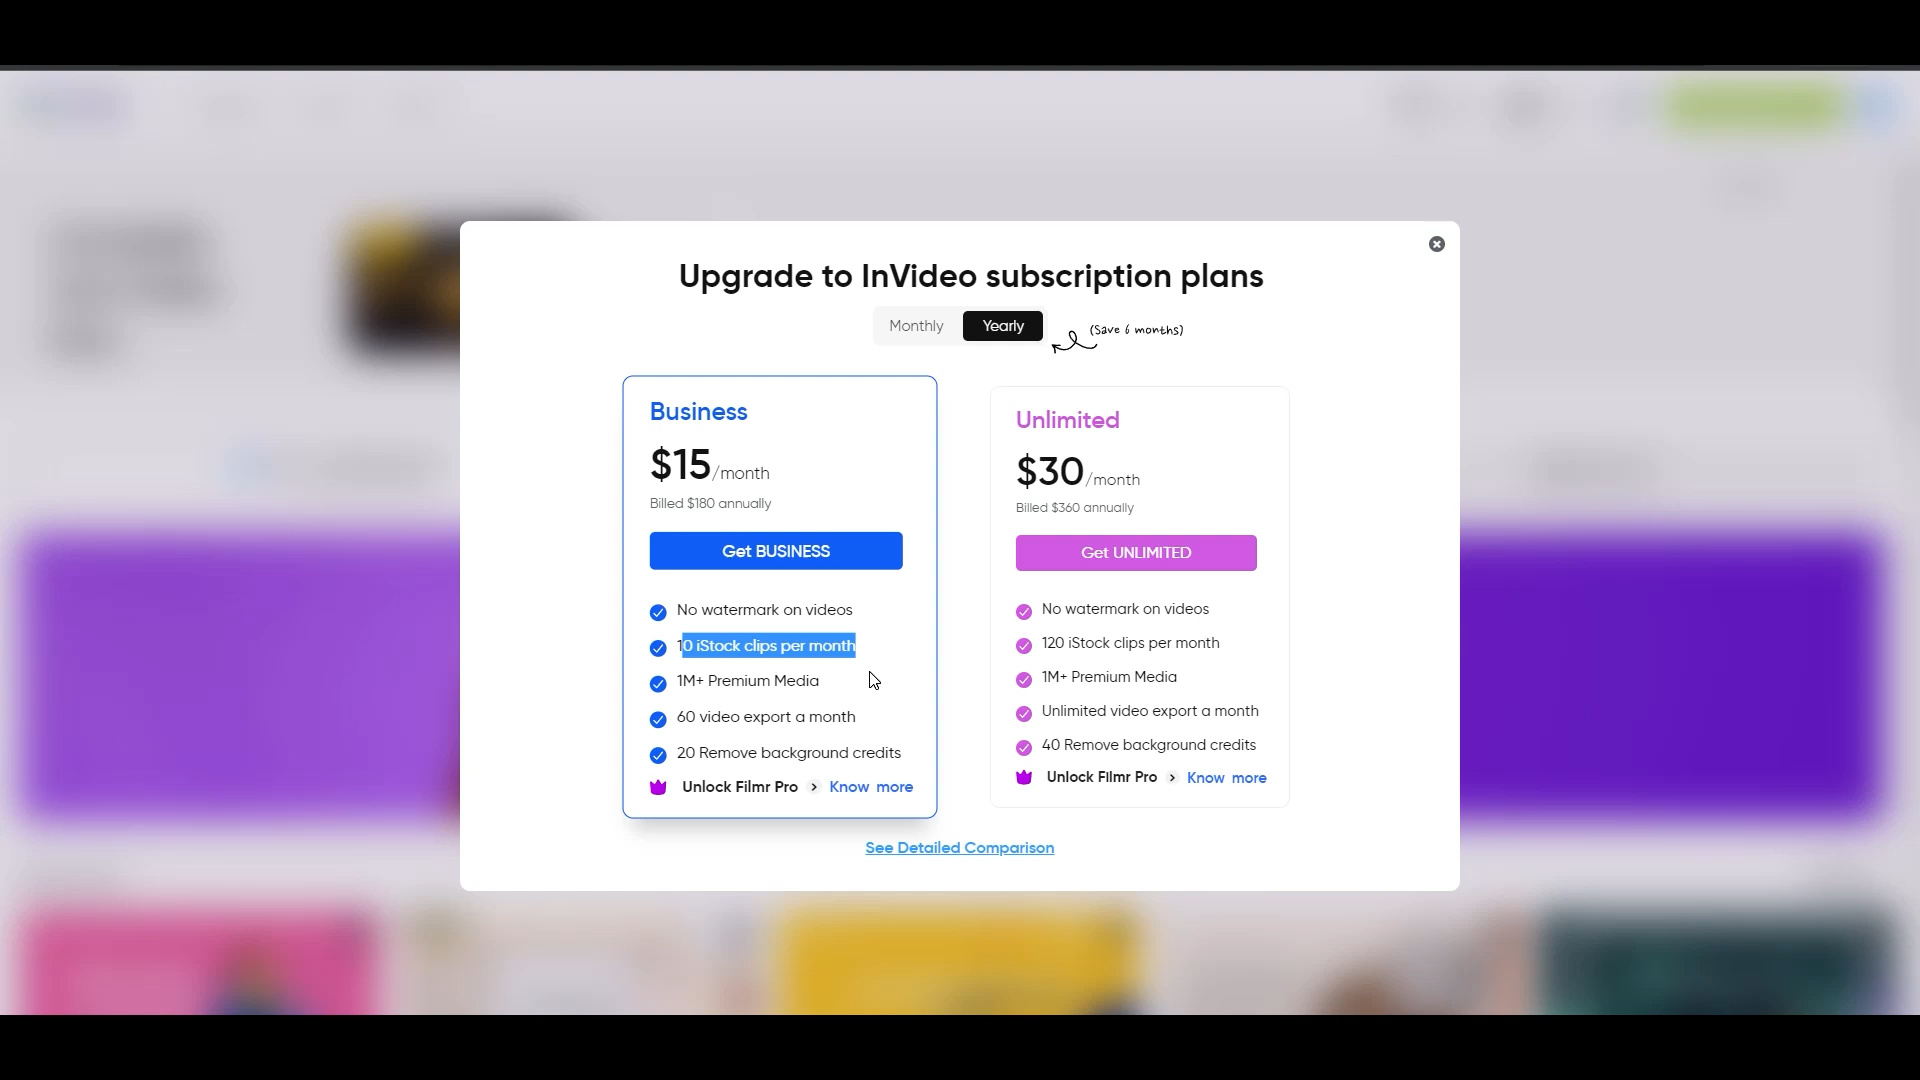 Upgrade to InVideo subscription plans
Monthly
Yearly
(Save 6 months)
Business
$15/month
Billed $180 annually
Get BUSINESS
No watermark on videos
10 iStock clips per month
1M+ Premium Media
60 video export a month
20 Remove background credits
Unlock Filmr Pro > Know more
Unlimited
$30/month
Billed $360 annually
Get UNLIMITED
No watermark on videos
120 iStock clips per month
1M+ Premium Media
Unlimited video export a month
40 Remove background credits
Unlock Filmr Pro > Know more
See Detailed Comparison